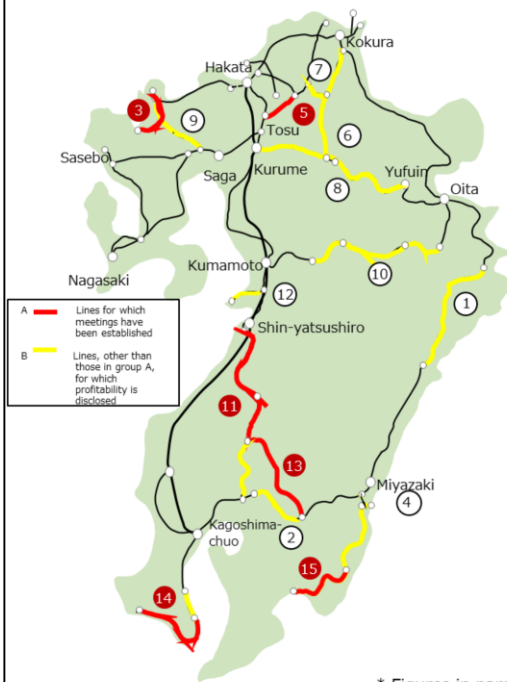 Kokura
Hakata
7
3
9
5
Tosu
6
Sasebo
Saga
Kurume
8
Yufuin
Oita
Nagasaki
Kumamoto
10
1
12
A
Lines for which
meetings have
been established
B
Lines, other than
those in group A,
for which
profitability is
disclosed
Shin-yatsushiro
11
13
Miyazaki
4
Kagoshima-
chuo
2
15
14